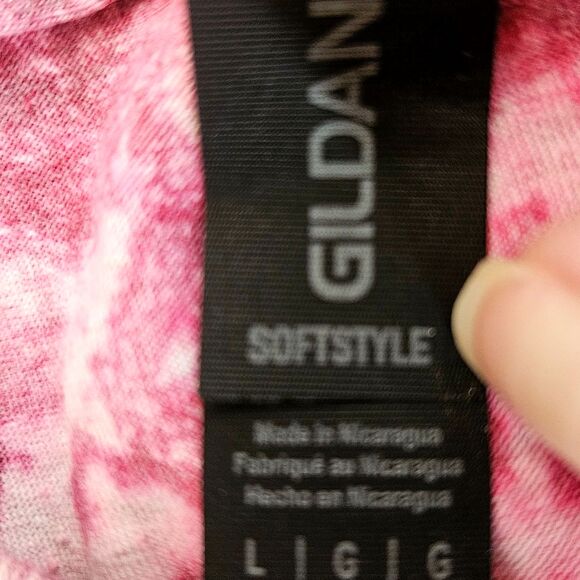 GILDAN
SOFTSTYLE
Made in Nicaragua
Fabriqué au Nicaragua
Hecho en Nicaragua
L | G | G